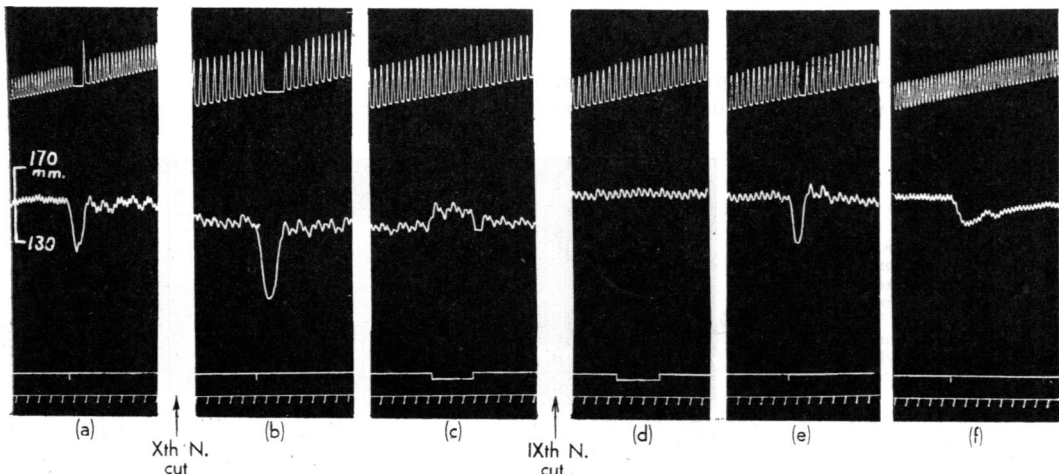 170
mm.
130
(a)
Xth N.
cut
(b)
(c)
IXth N.
cut
(d)
(e)
(f)